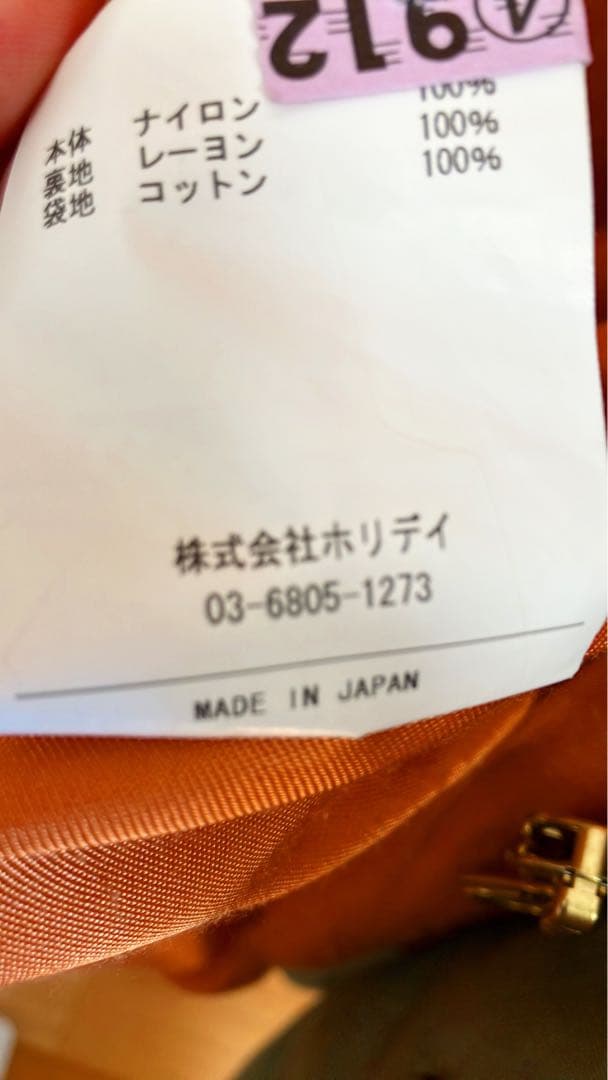 912 4
本体 ナイロン 100%
裏地 レーヨン 100%
袋地 コットン 100%
株式会社ホリデイ
03-6805-1273
MADE IN JAPAN